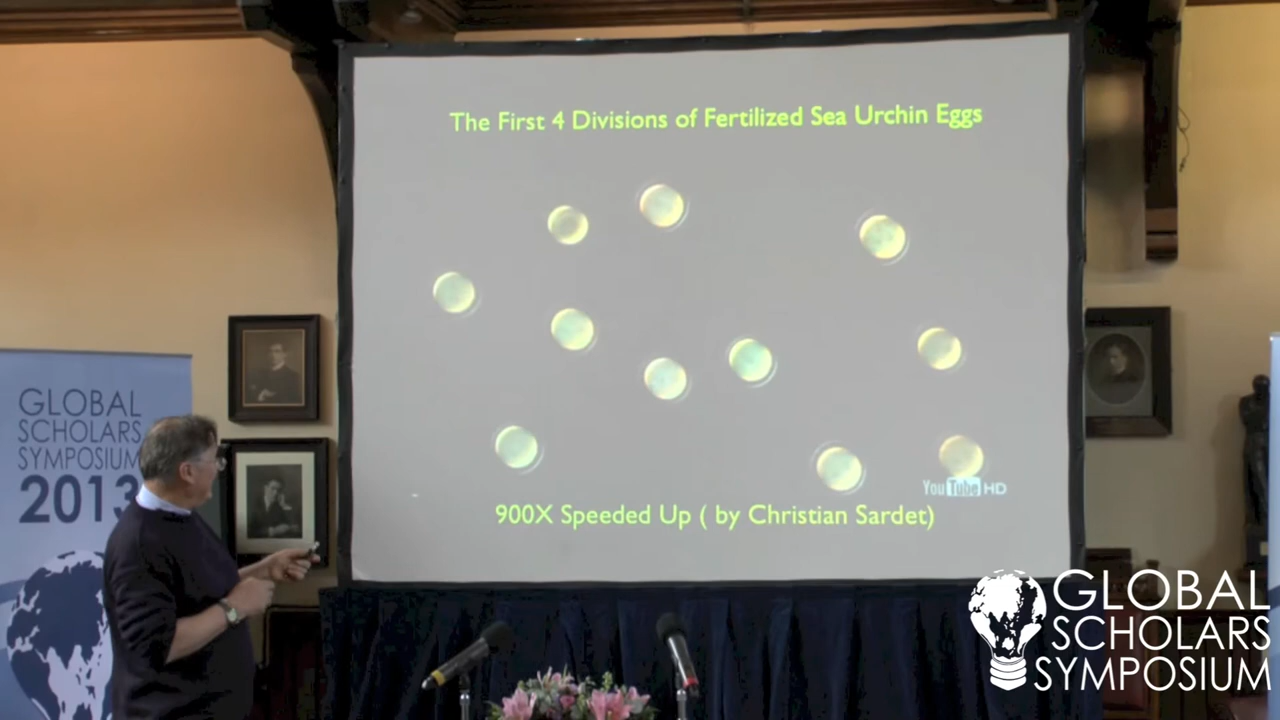 The First 4 Divisions of Fertilized Sea Urchin Eggs
YouTube HD
900X Speeded Up ( by Christian Sardet)
GLOBAL
SCHOLARS
SYMPOSIUM
2013
GLOBAL
SCHOLARS
SYMPOSIUM